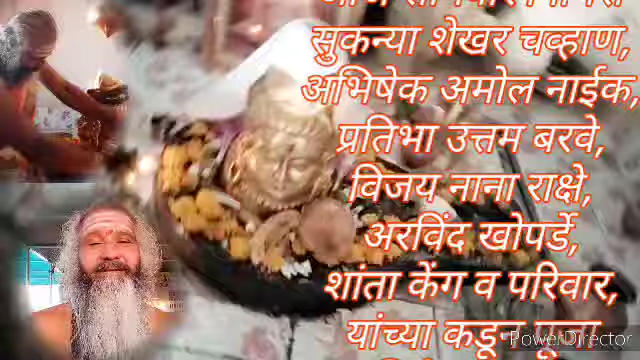 सुकन्या शेखर चव्हाण,
अभिषेक अमोल नाईक,
प्रतिभा उत्तम बरवे,
विजय नाना राक्षे,
अरविंद खोपर्डे,
शांता केंग व परिवार,
यांच्या कडून पूजा
PowerDirector